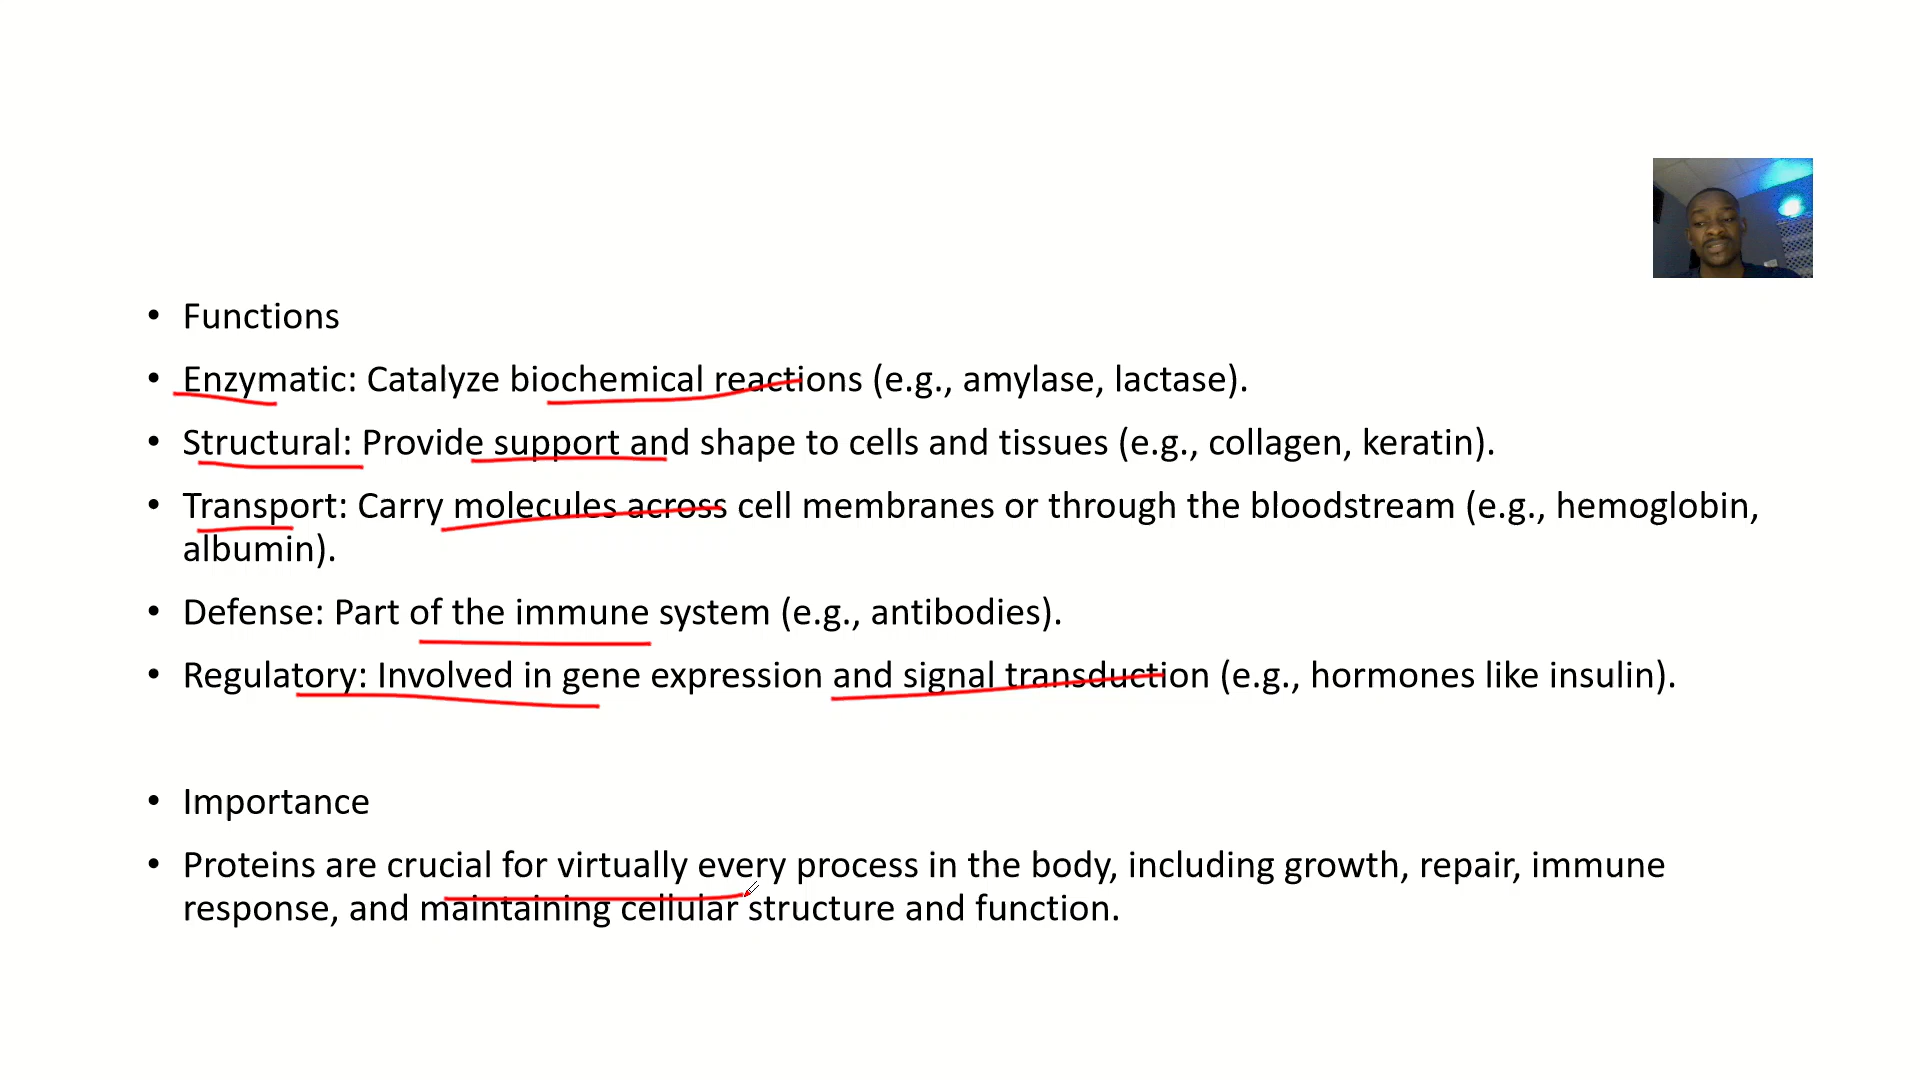 • Functions
• Enzymatic: Catalyze biochemical reactions (e.g., amylase, lactase).
• Structural: Provide support and shape to cells and tissues (e.g., collagen, keratin).
• Transport: Carry molecules across cell membranes or through the bloodstream (e.g., hemoglobin,
albumin).
• Defense: Part of the immune system (e.g., antibodies).
• Regulatory: Involved in gene expression and signal transduction (e.g., hormones like insulin).
• Importance
• Proteins are crucial for virtually every process in the body, including growth, repair, immune
response, and maintaining cellular structure and function.